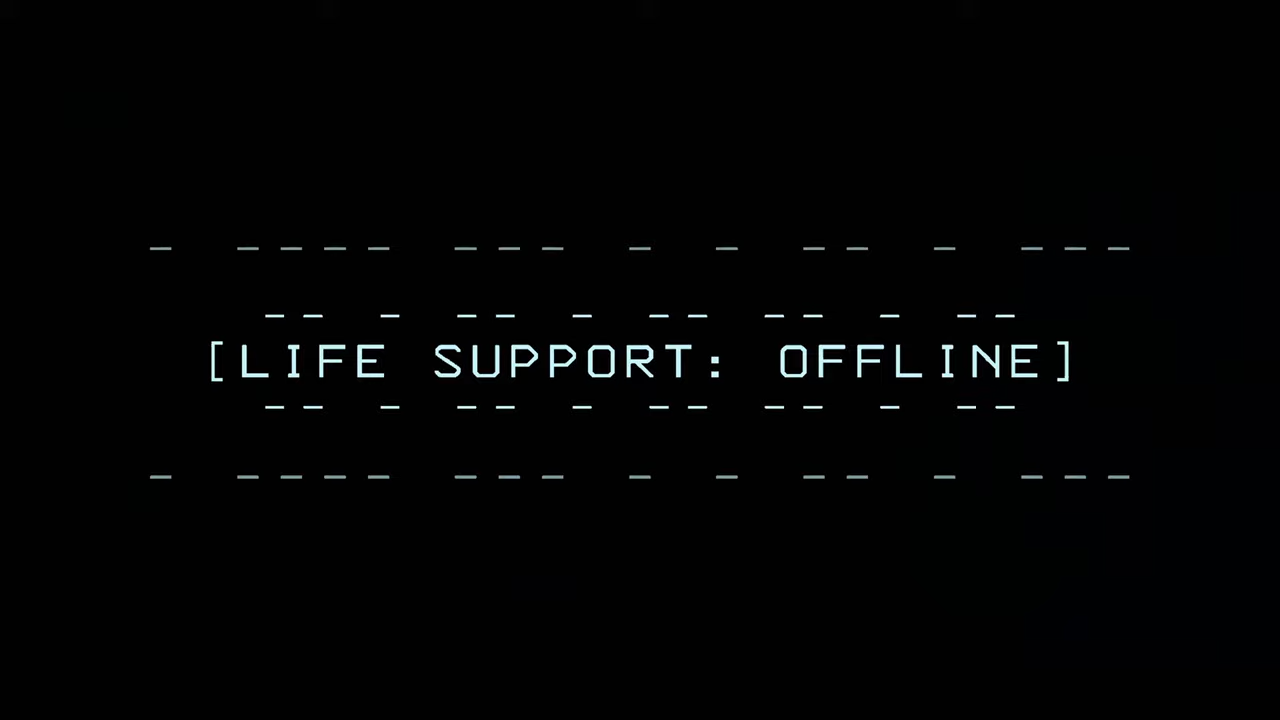 - ---- --- - - -- - ---
-- - -- - -- -- - --
[LIFE SUPPORT: OFFLINE]
-- - -- - -- -- - --
- ---- --- - - -- - ---